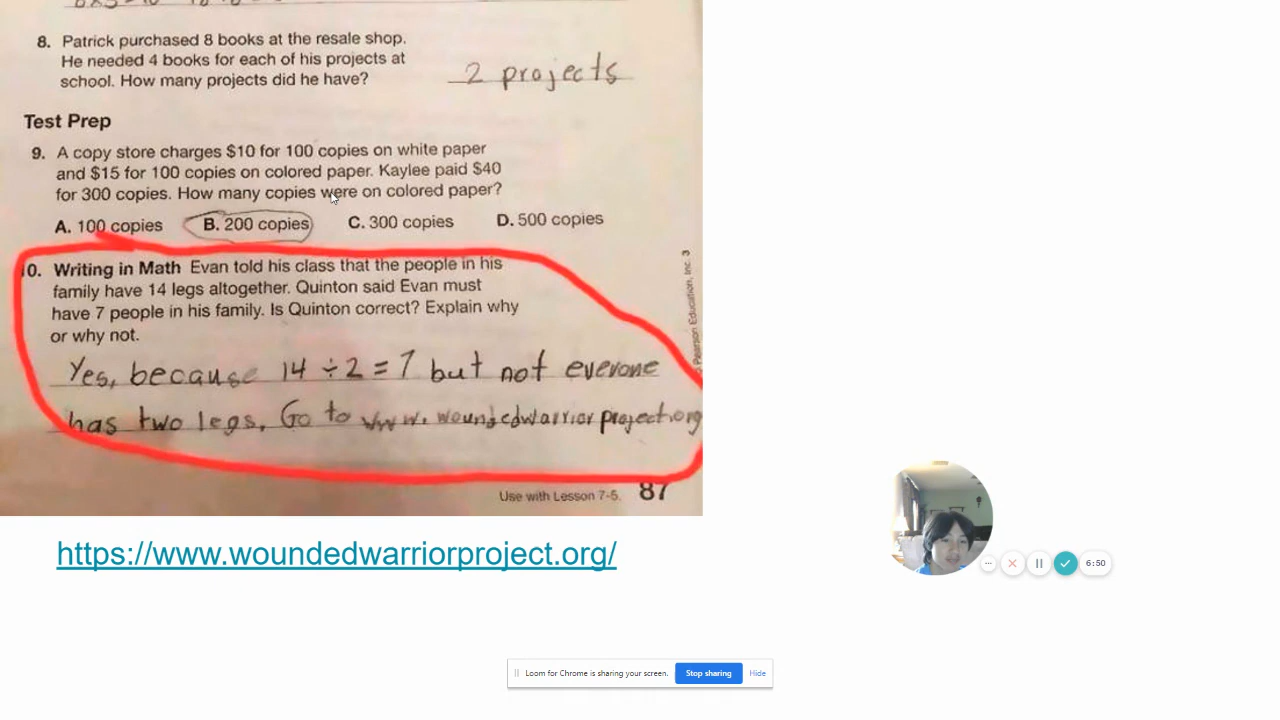 8. Patrick purchased 8 books at the resale shop.
He needed 4 books for each of his projects at
school. How many projects did he have?
2 projects
Test Prep
9. A copy store charges $10 for 100 copies on white paper
and $15 for 100 copies on colored paper. Kaylee paid $40
for 300 copies. How many copies were on colored paper?
A. 100 copies B. 200 copies C. 300 copies D. 500 copies
0. Writing in Math Evan told his class that the people in his
family have 14 legs altogether. Quinton said Evan must
have 7 people in his family. Is Quinton correct? Explain why
or why not.
Yes, because 14 ÷ 2 = 7 but not everone
has two legs, Go to www.woundedwarriorproject.org
Pearson Education, Inc. 3
Use with Lesson 7-5. 87
https://www.woundedwarriorproject.org/
6:50
Loom for Chrome is sharing your screen. Stop sharing Hide